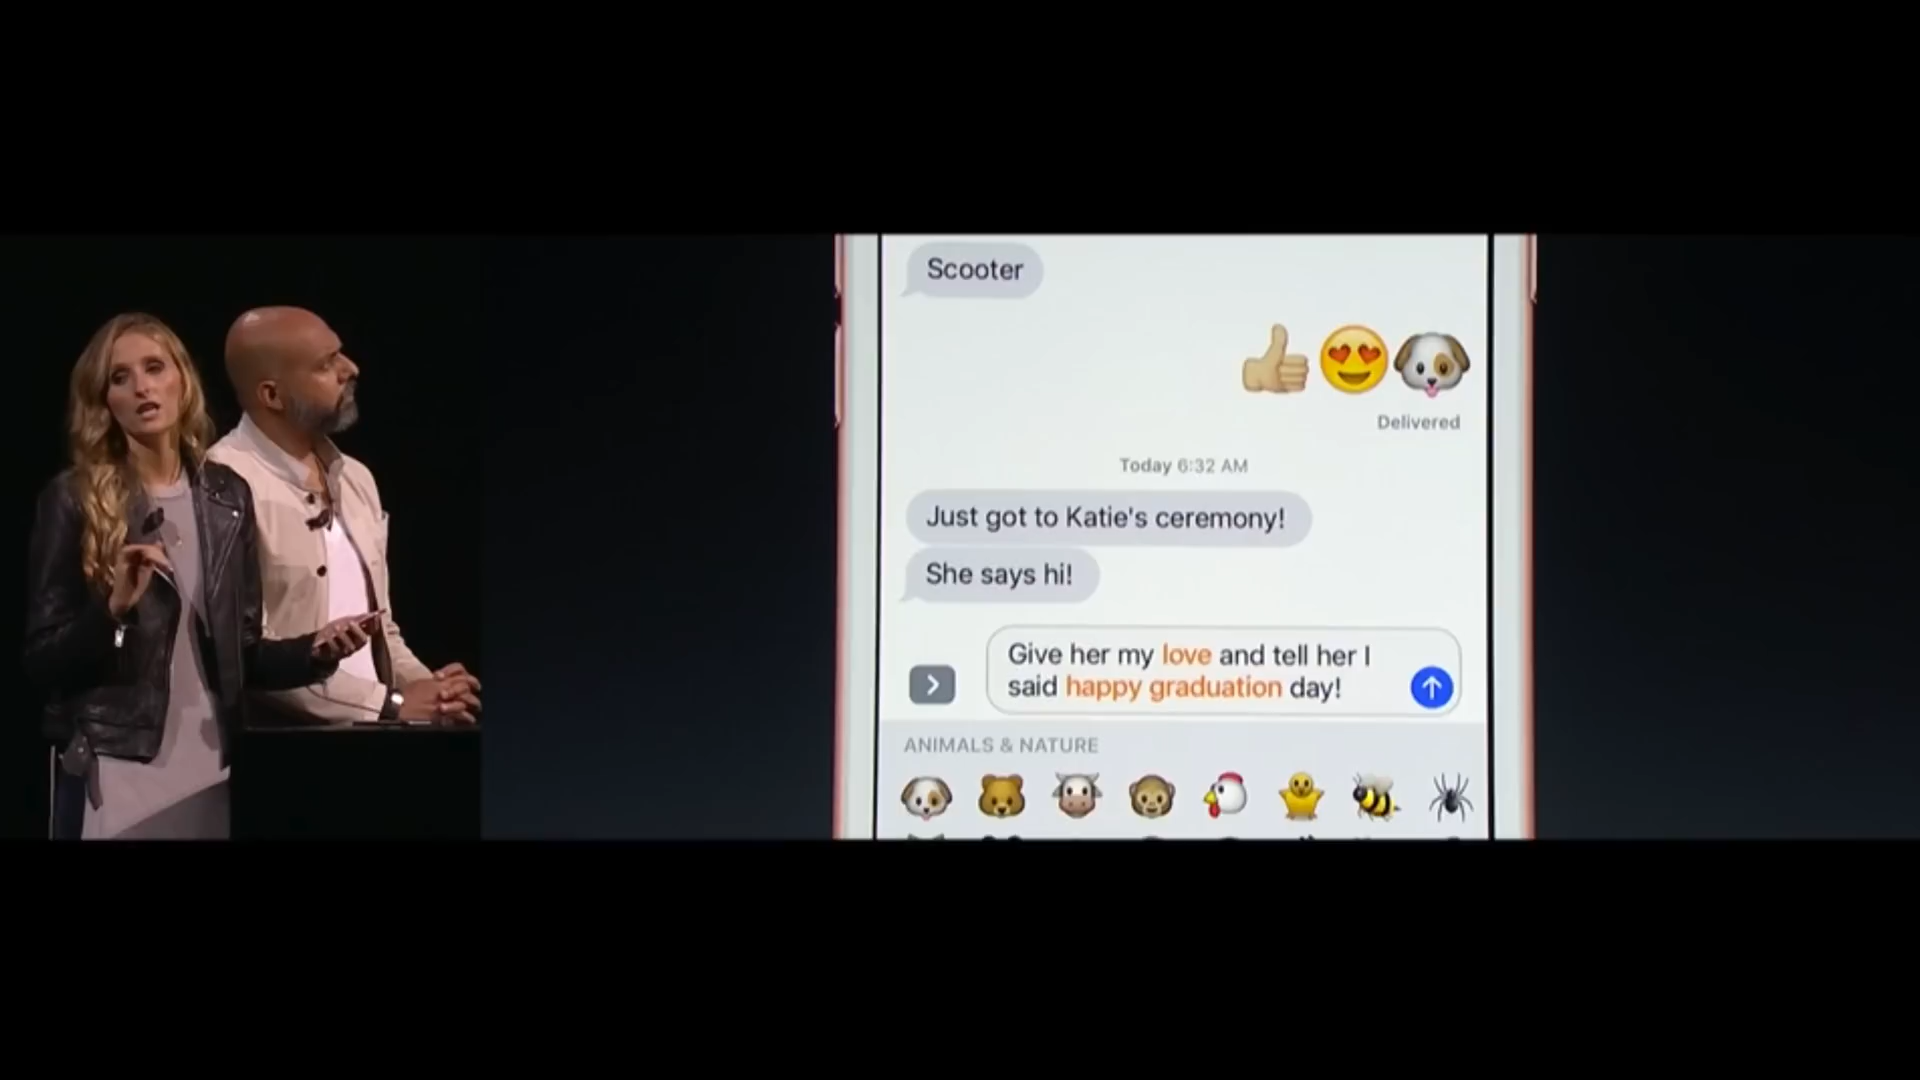 Scooter
Delivered
Today 6:32 AM
Just got to Katie's ceremony!
She says hi!
Give her my love and tell her I
said happy graduation day!
ANIMALS & NATURE